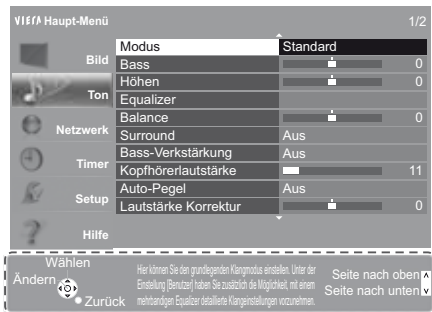 VIErA Haupt-Menü 1/2
Bild
Ton
Netzwerk
Timer
Setup
Hilfe
Modus Standard
Bass 0
Höhen 0
Equalizer
Balance 0
Surround Aus
Bass-Verkstärkung Aus
Kopfhörerlautstärke 11
Auto-Pegel Aus
Lautstärke Korrektur 0
Wählen
Ändern
Zurück
Hier können Sie den grundlegenden Klangmodus einstellen. Unter der
Einstellung [Benutzer] haben Sie zusätzlich die Möglichkeit, mit einem
mehrbandigen Equalizer detaillierte Klangeinstellungen vorzunehmen.
Seite nach oben
Seite nach unten